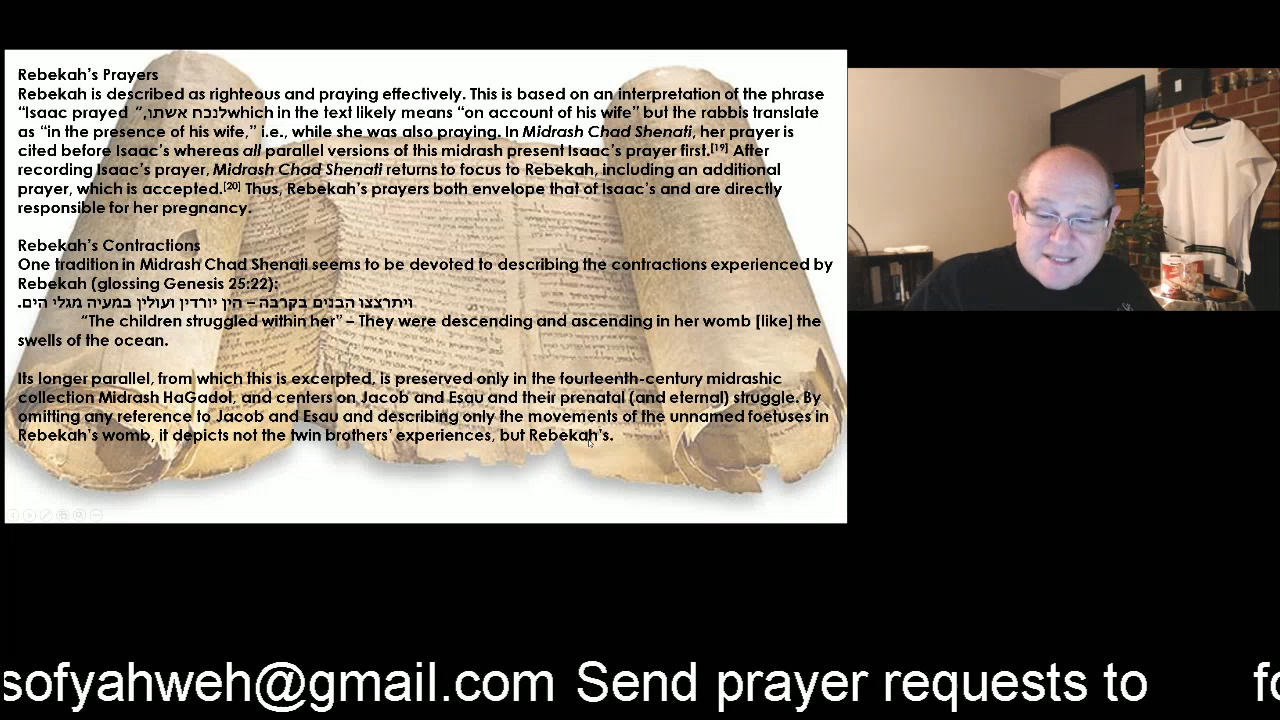 Rebekah’s Prayers
Rebekah is described as righteous and praying effectively. This is based on an interpretation of the phrase
“Isaac prayed ”,לנכח אשתו which in the text likely means “on account of his wife” but the rabbis translate
as “in the presence of his wife,” i.e., while she was also praying. In Midrash Chad Shenati, her prayer is
cited before Isaac’s whereas all parallel versions of this midrash present Isaac’s prayer first.[19] After
recording Isaac’s prayer, Midrash Chad Shenati returns to focus to Rebekah, including an additional
prayer, which is accepted.[20] Thus, Rebekah’s prayers both envelope that of Isaac’s and are directly
responsible for her pregnancy.
Rebekah’s Contractions
One tradition in Midrash Chad Shenati seems to be devoted to describing the contractions experienced by
Rebekah (glossing Genesis 25:22):
ויתרצצו הבנים בקרבה – הין יורדין ועולין במעיה מגלי הים.
“The children struggled within her” – They were descending and ascending in her womb [like] the
swells of the ocean.
Its longer parallel, from which this is excerpted, is preserved only in the fourteenth-century midrashic
collection Midrash HaGadol, and centers on Jacob and Esau and their prenatal (and eternal) struggle. By
omitting any reference to Jacob and Esau and describing only the movements of the unnamed foetuses in
Rebekah’s womb, it depicts not the twin brothers’ experiences, but Rebekah’s.
sofyahweh@gmail.com Send prayer requests to fo